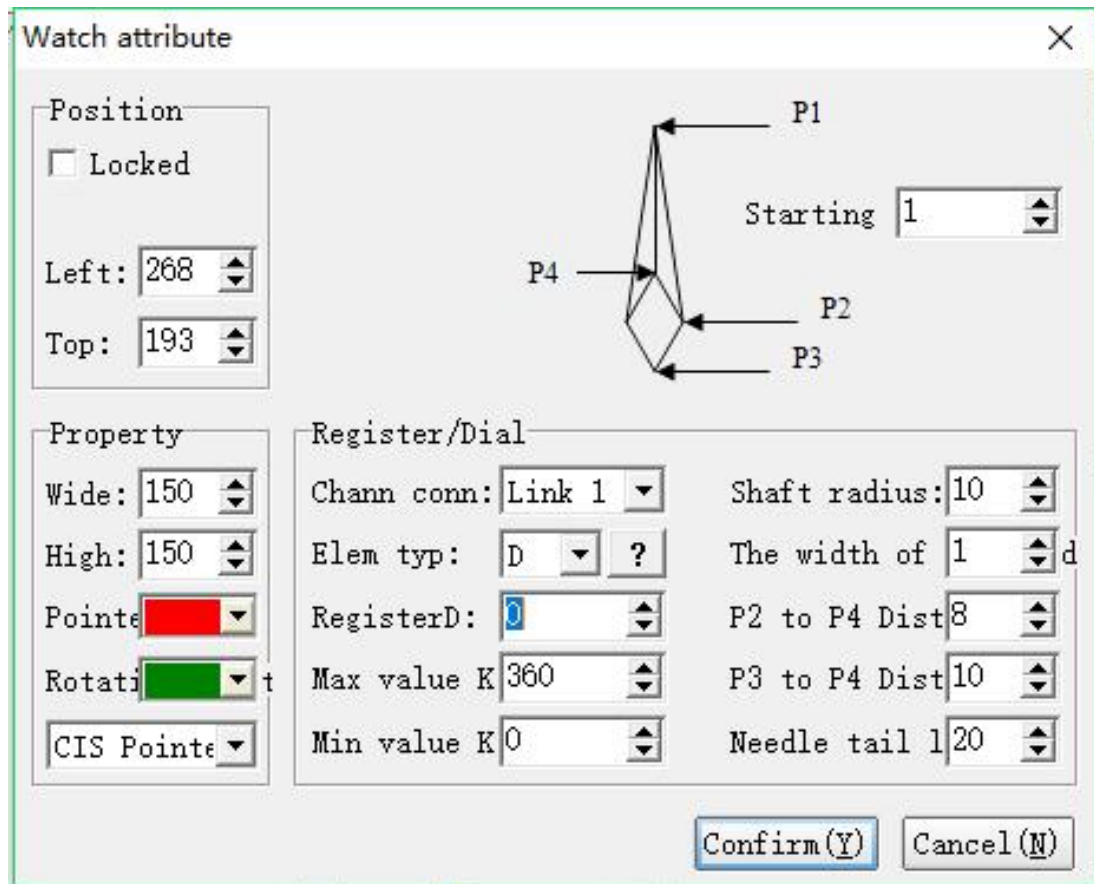 Watch attribute
Position
Locked
Left: 268
Top: 193
P1
Starting 1
P4
P2
P3
Property
Wide: 150
High: 150
Pointe
Rotati t
CIS Pointe
Register/Dial
Chann conn: Link 1
Elem typ: D ?
RegisterD: 0
Max value K 360
Min value K 0
Shaft radius: 10
The width of 1 d
P2 to P4 Dist 8
P3 to P4 Dist 10
Needle tail l 20
Confirm(Y) Cancel(N)